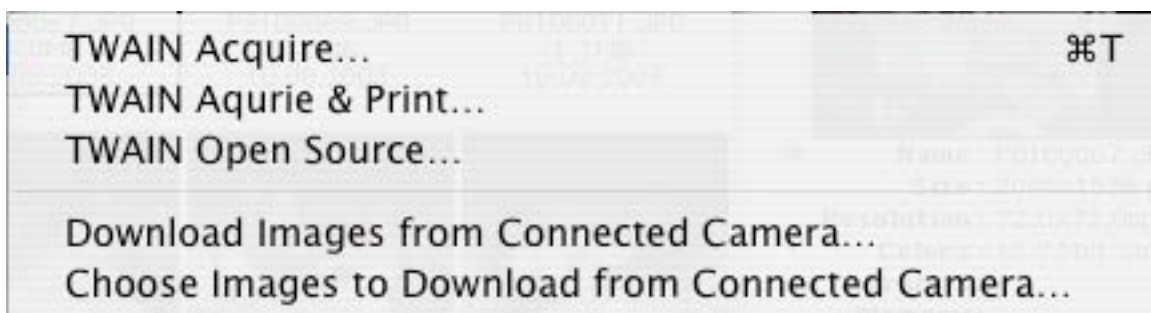 TWAIN Acquire... ⌘T
TWAIN Aqurie & Print...
TWAIN Open Source...
Download Images from Connected Camera...
Choose Images to Download from Connected Camera...